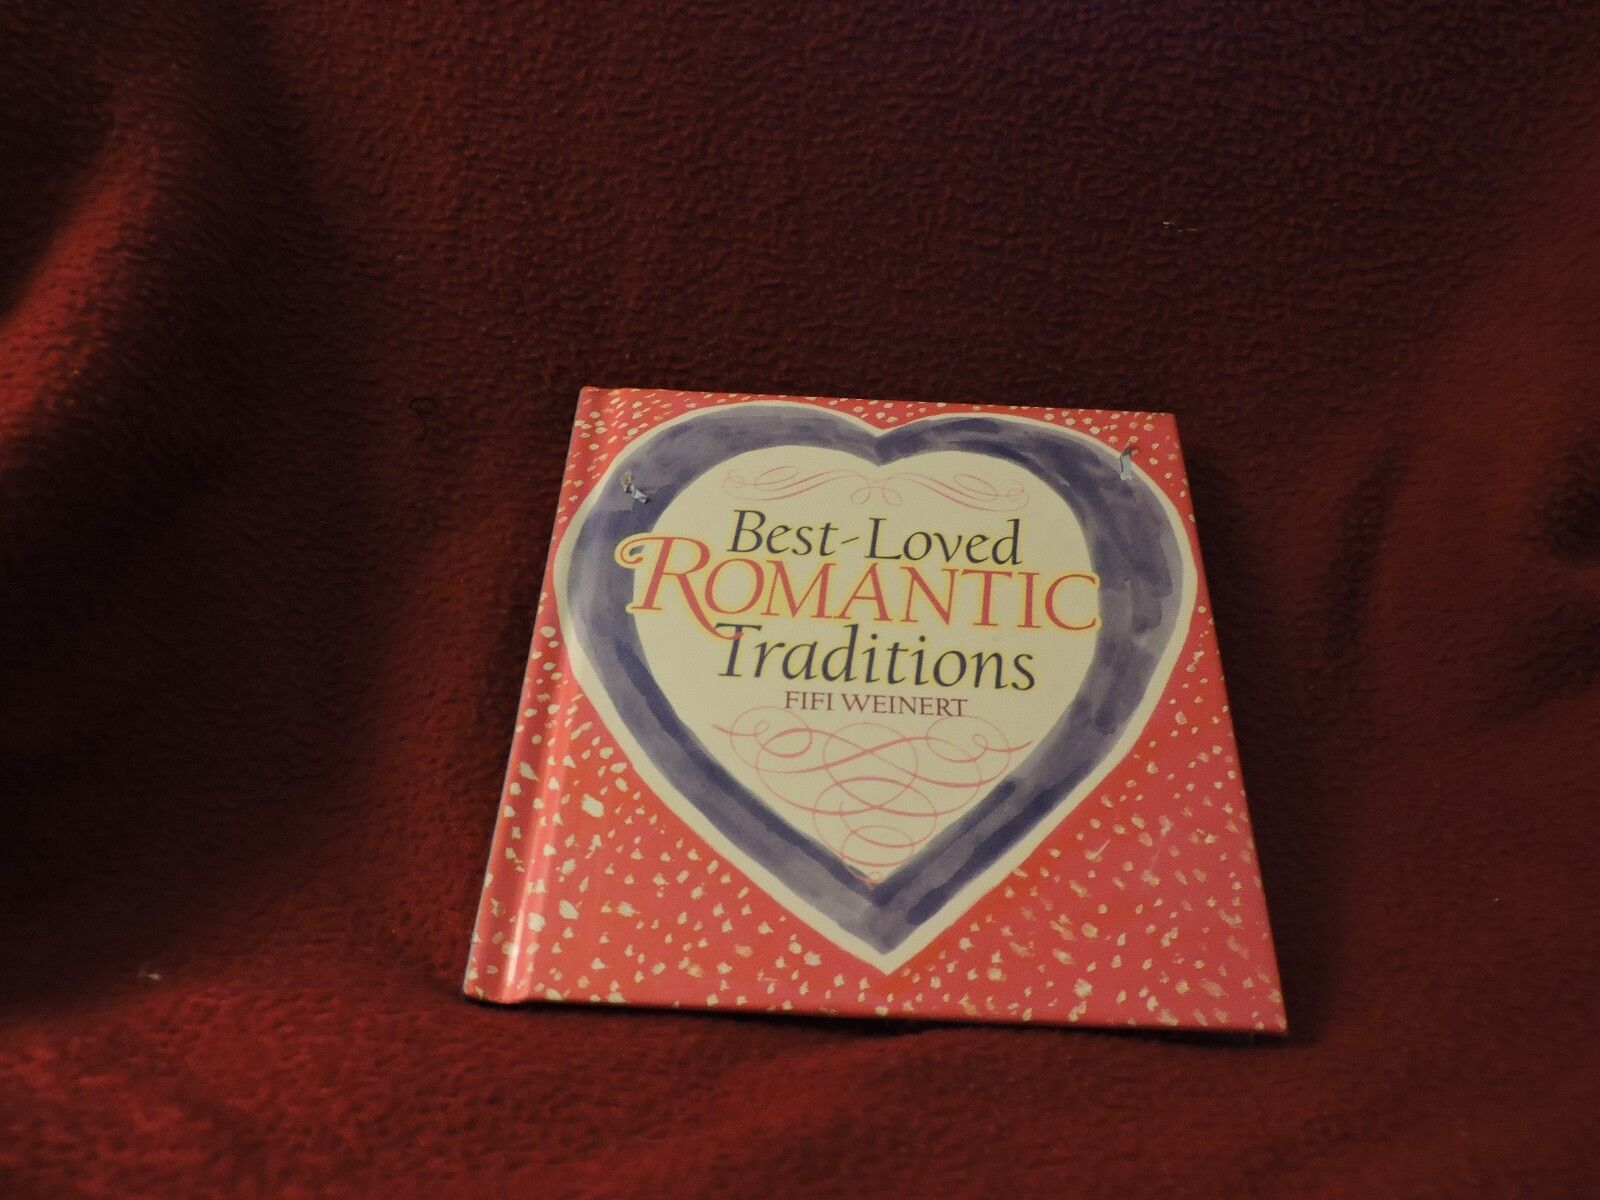 Best-Loved
ROMANTIC
Traditions
FIFI WEINERT